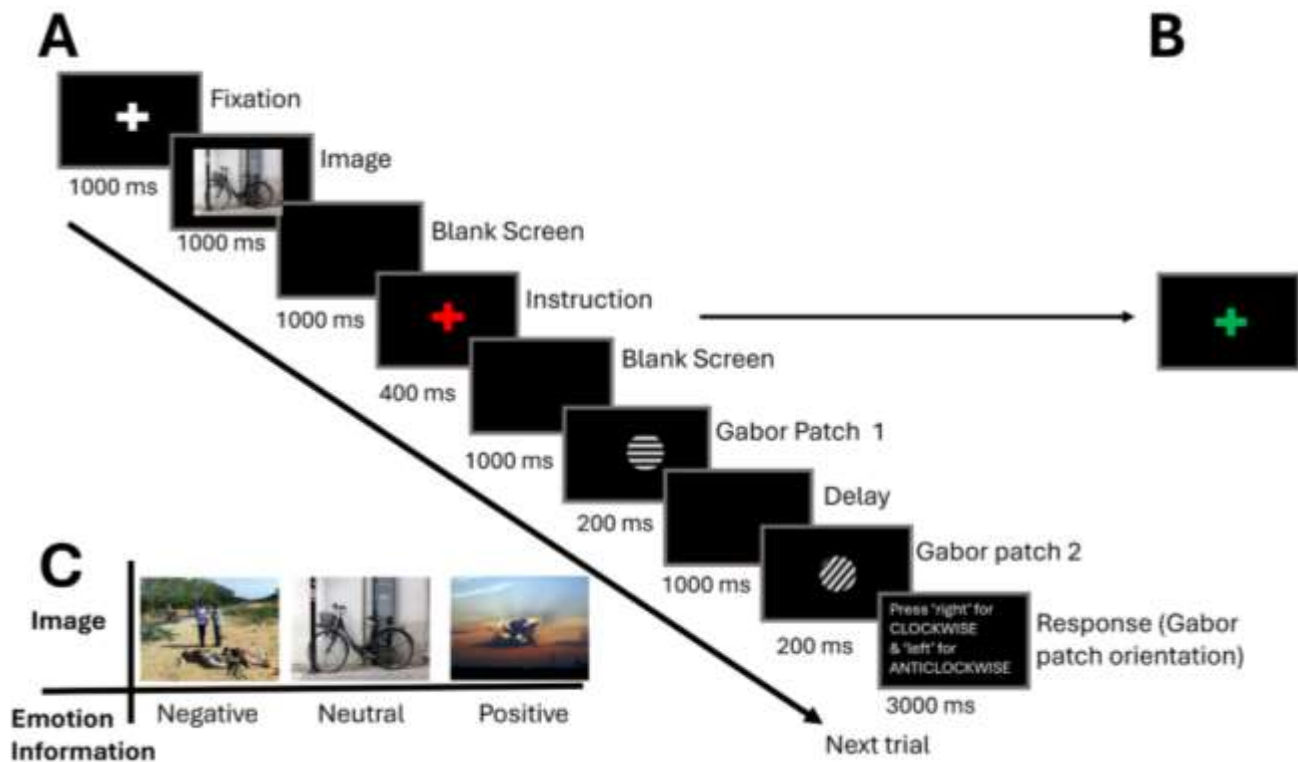 A
B
Fixation
1000 ms
Image
1000 ms
Blank Screen
1000 ms
Instruction
400 ms
Blank Screen
1000 ms
Gabor Patch 1
200 ms
Delay
1000 ms
Gabor patch 2
200 ms
Press 'right' for
CLOCKWISE
& 'left' for
ANTICLOCKWISE
Response (Gabor
patch orientation)
3000 ms
Next trial
C
Image
Emotion
Information
Negative
Neutral
Positive